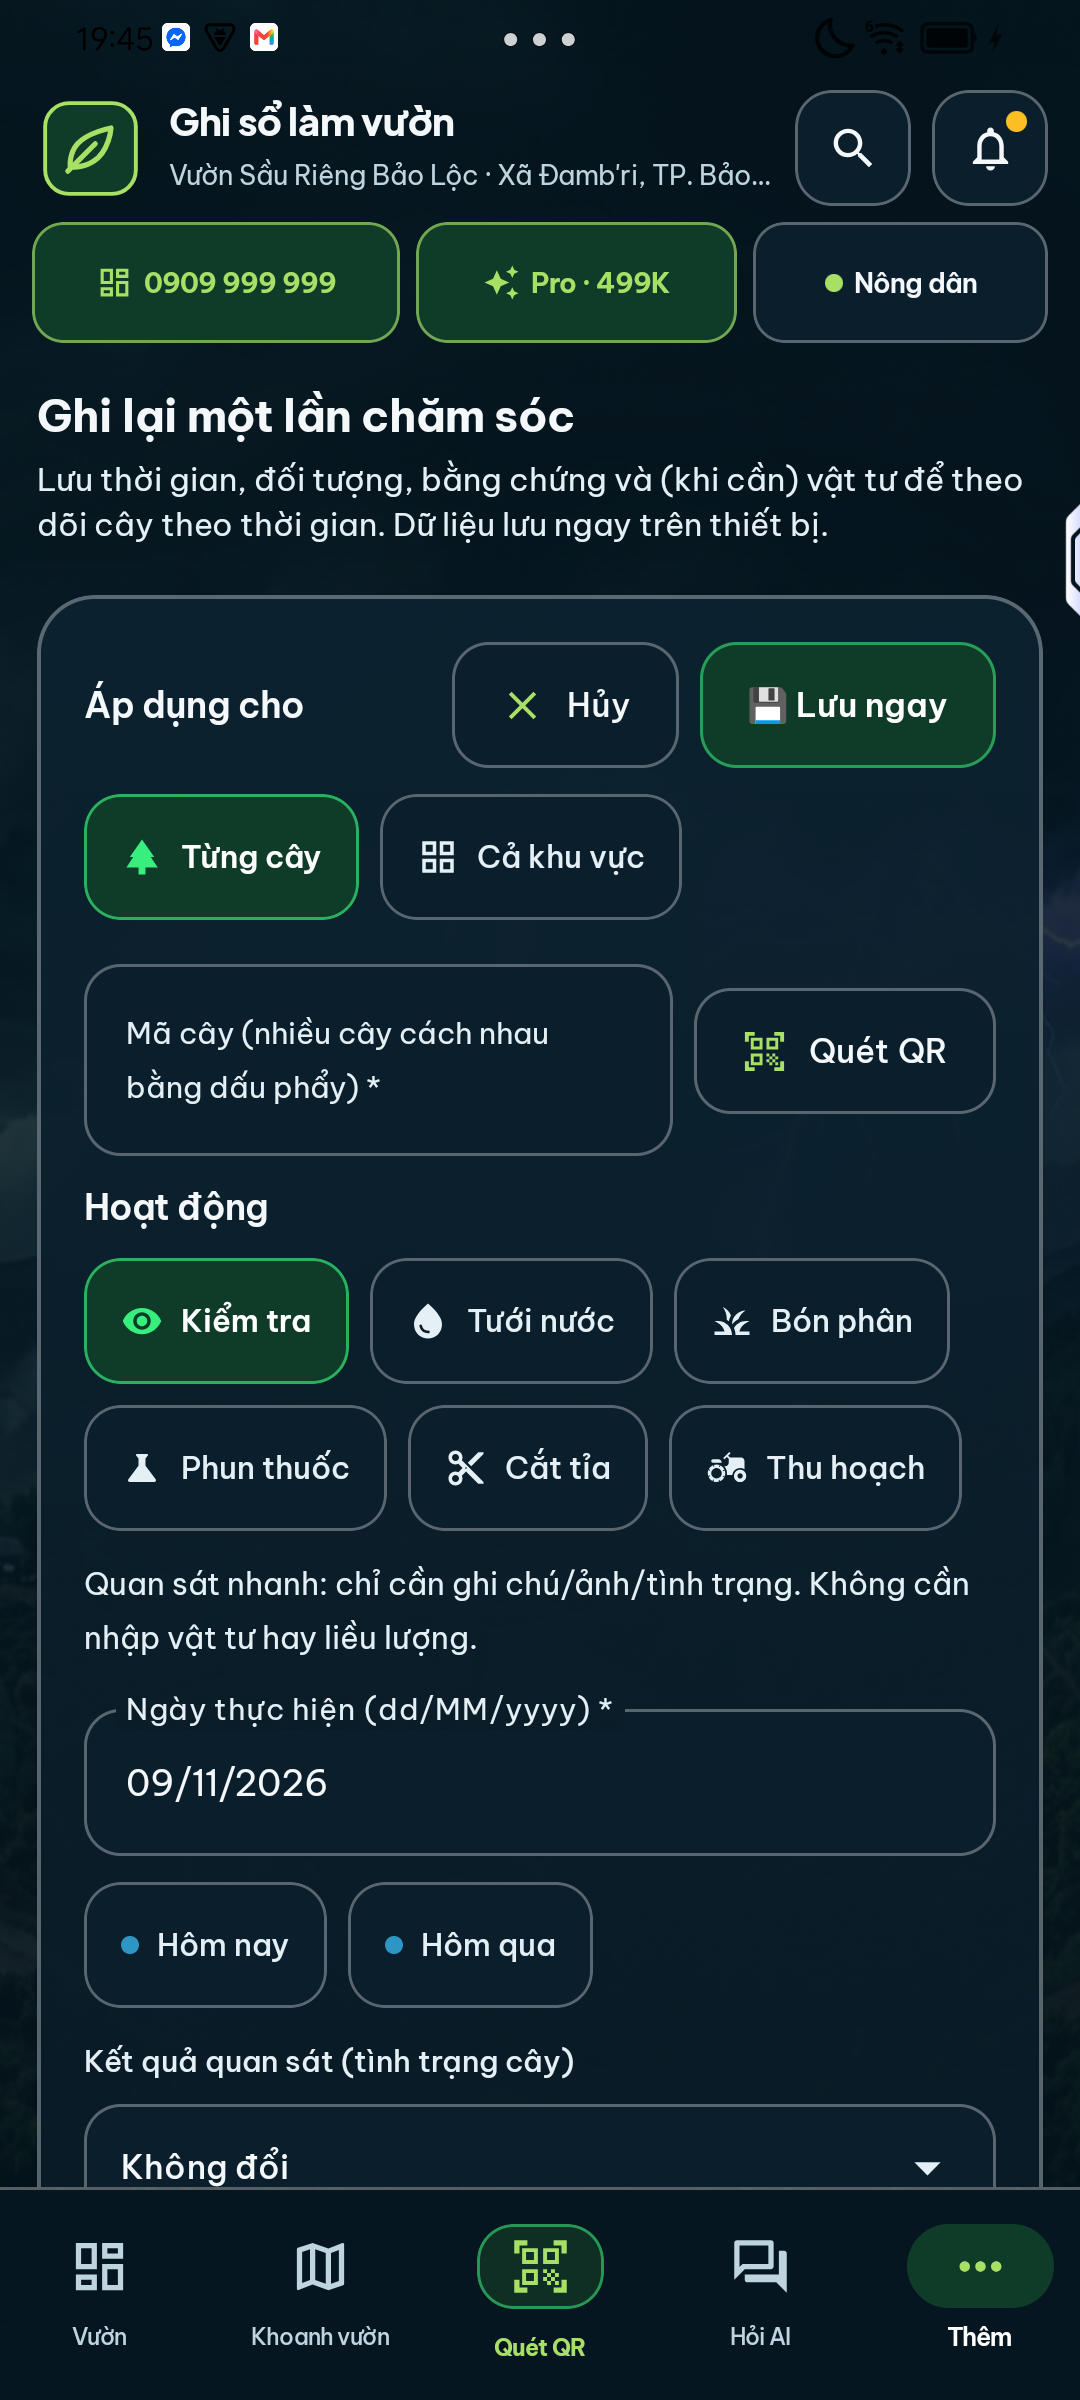 19:45
Ghi sổ làm vườn
Vườn Sầu Riêng Bảo Lộc · Xã Đamb'ri, TP. Bảo...
0909 999 999
Pro · 499K
Nông dân
Ghi lại một lần chăm sóc
Lưu thời gian, đối tượng, bằng chứng và (khi cần) vật tư để theo
dõi cây theo thời gian. Dữ liệu lưu ngay trên thiết bị.
Áp dụng cho
Hủy
💾 Lưu ngay
Từng cây
Cả khu vực
Mã cây (nhiều cây cách nhau
bằng dấu phẩy) *
Quét QR
Hoạt động
Kiểm tra
Tưới nước
Bón phân
Phun thuốc
Cắt tỉa
Thu hoạch
Quan sát nhanh: chỉ cần ghi chú/ảnh/tình trạng. Không cần
nhập vật tư hay liều lượng.
Ngày thực hiện (dd/MM/yyyy) *
09/11/2026
Hôm nay
Hôm qua
Kết quả quan sát (tình trạng cây)
Không đổi
Vườn
Khoanh vườn
Quét QR
Hỏi AI
Thêm